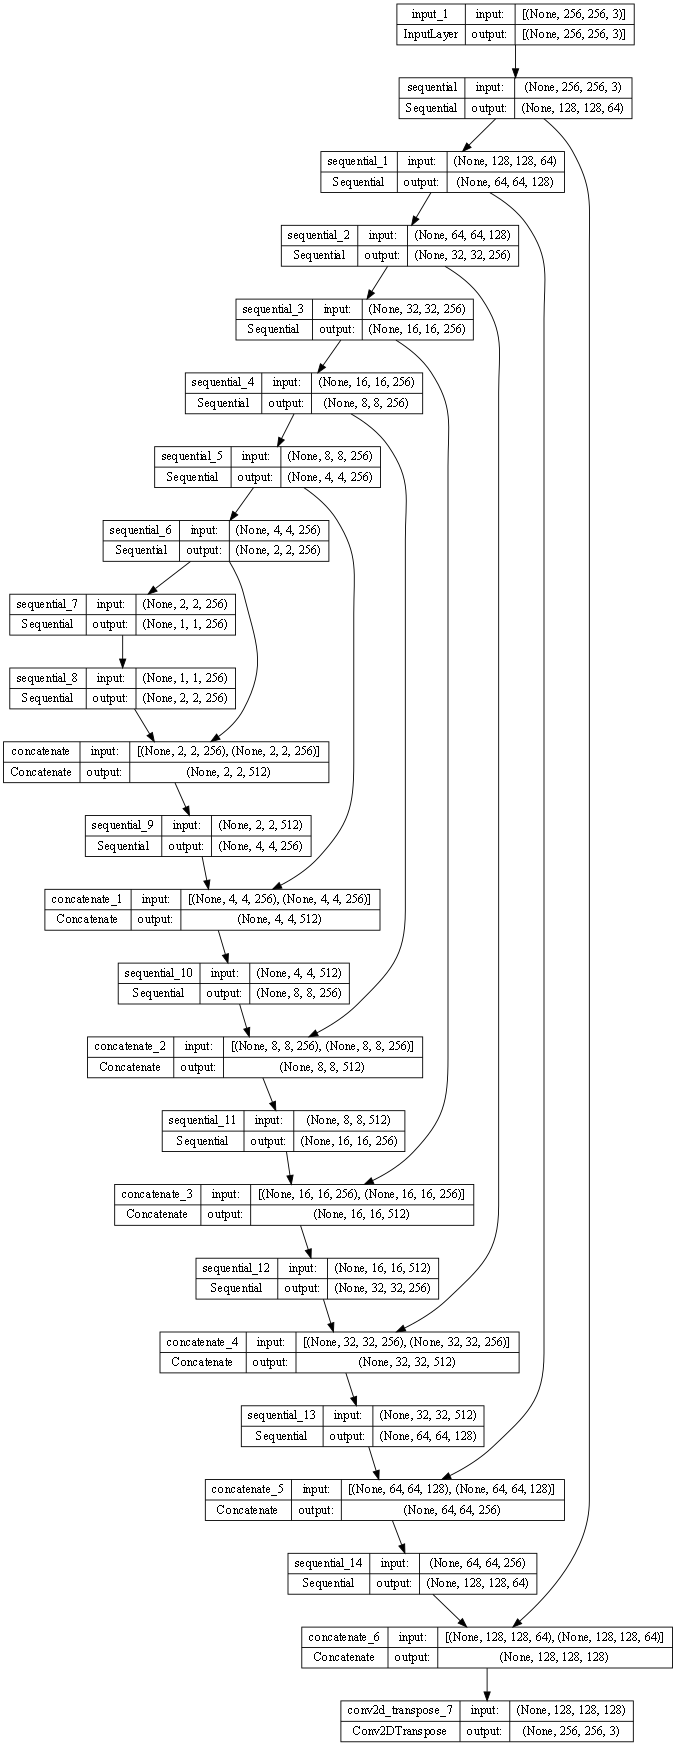 input_1 input: [(None, 256, 256, 3)]
InputLayer output: [(None, 256, 256, 3)]
sequential input: (None, 256, 256, 3)
Sequential output: (None, 128, 128, 64)
sequential_1 input: (None, 128, 128, 64)
Sequential output: (None, 64, 64, 128)
sequential_2 input: (None, 64, 64, 128)
Sequential output: (None, 32, 32, 256)
sequential_3 input: (None, 32, 32, 256)
Sequential output: (None, 16, 16, 256)
sequential_4 input: (None, 16, 16, 256)
Sequential output: (None, 8, 8, 256)
sequential_5 input: (None, 8, 8, 256)
Sequential output: (None, 4, 4, 256)
sequential_6 input: (None, 4, 4, 256)
Sequential output: (None, 2, 2, 256)
sequential_7 input: (None, 2, 2, 256)
Sequential output: (None, 1, 1, 256)
sequential_8 input: (None, 1, 1, 256)
Sequential output: (None, 2, 2, 256)
concatenate input: [(None, 2, 2, 256), (None, 2, 2, 256)]
Concatenate output: (None, 2, 2, 512)
sequential_9 input: (None, 2, 2, 512)
Sequential output: (None, 4, 4, 256)
concatenate_1 input: [(None, 4, 4, 256), (None, 4, 4, 256)]
Concatenate output: (None, 4, 4, 512)
sequential_10 input: (None, 4, 4, 512)
Sequential output: (None, 8, 8, 256)
concatenate_2 input: [(None, 8, 8, 256), (None, 8, 8, 256)]
Concatenate output: (None, 8, 8, 512)
sequential_11 input: (None, 8, 8, 512)
Sequential output: (None, 16, 16, 256)
concatenate_3 input: [(None, 16, 16, 256), (None, 16, 16, 256)]
Concatenate output: (None, 16, 16, 512)
sequential_12 input: (None, 16, 16, 512)
Sequential output: (None, 32, 32, 256)
concatenate_4 input: [(None, 32, 32, 256), (None, 32, 32, 256)]
Concatenate output: (None, 32, 32, 512)
sequential_13 input: (None, 32, 32, 512)
Sequential output: (None, 64, 64, 128)
concatenate_5 input: [(None, 64, 64, 128), (None, 64, 64, 128)]
Concatenate output: (None, 64, 64, 256)
sequential_14 input: (None, 64, 64, 256)
Sequential output: (None, 128, 128, 64)
concatenate_6 input: [(None, 128, 128, 64), (None, 128, 128, 64)]
Concatenate output: (None, 128, 128, 128)
conv2d_transpose_7 input: (None, 128, 128, 128)
Conv2DTranspose output: (None, 256, 256, 3)